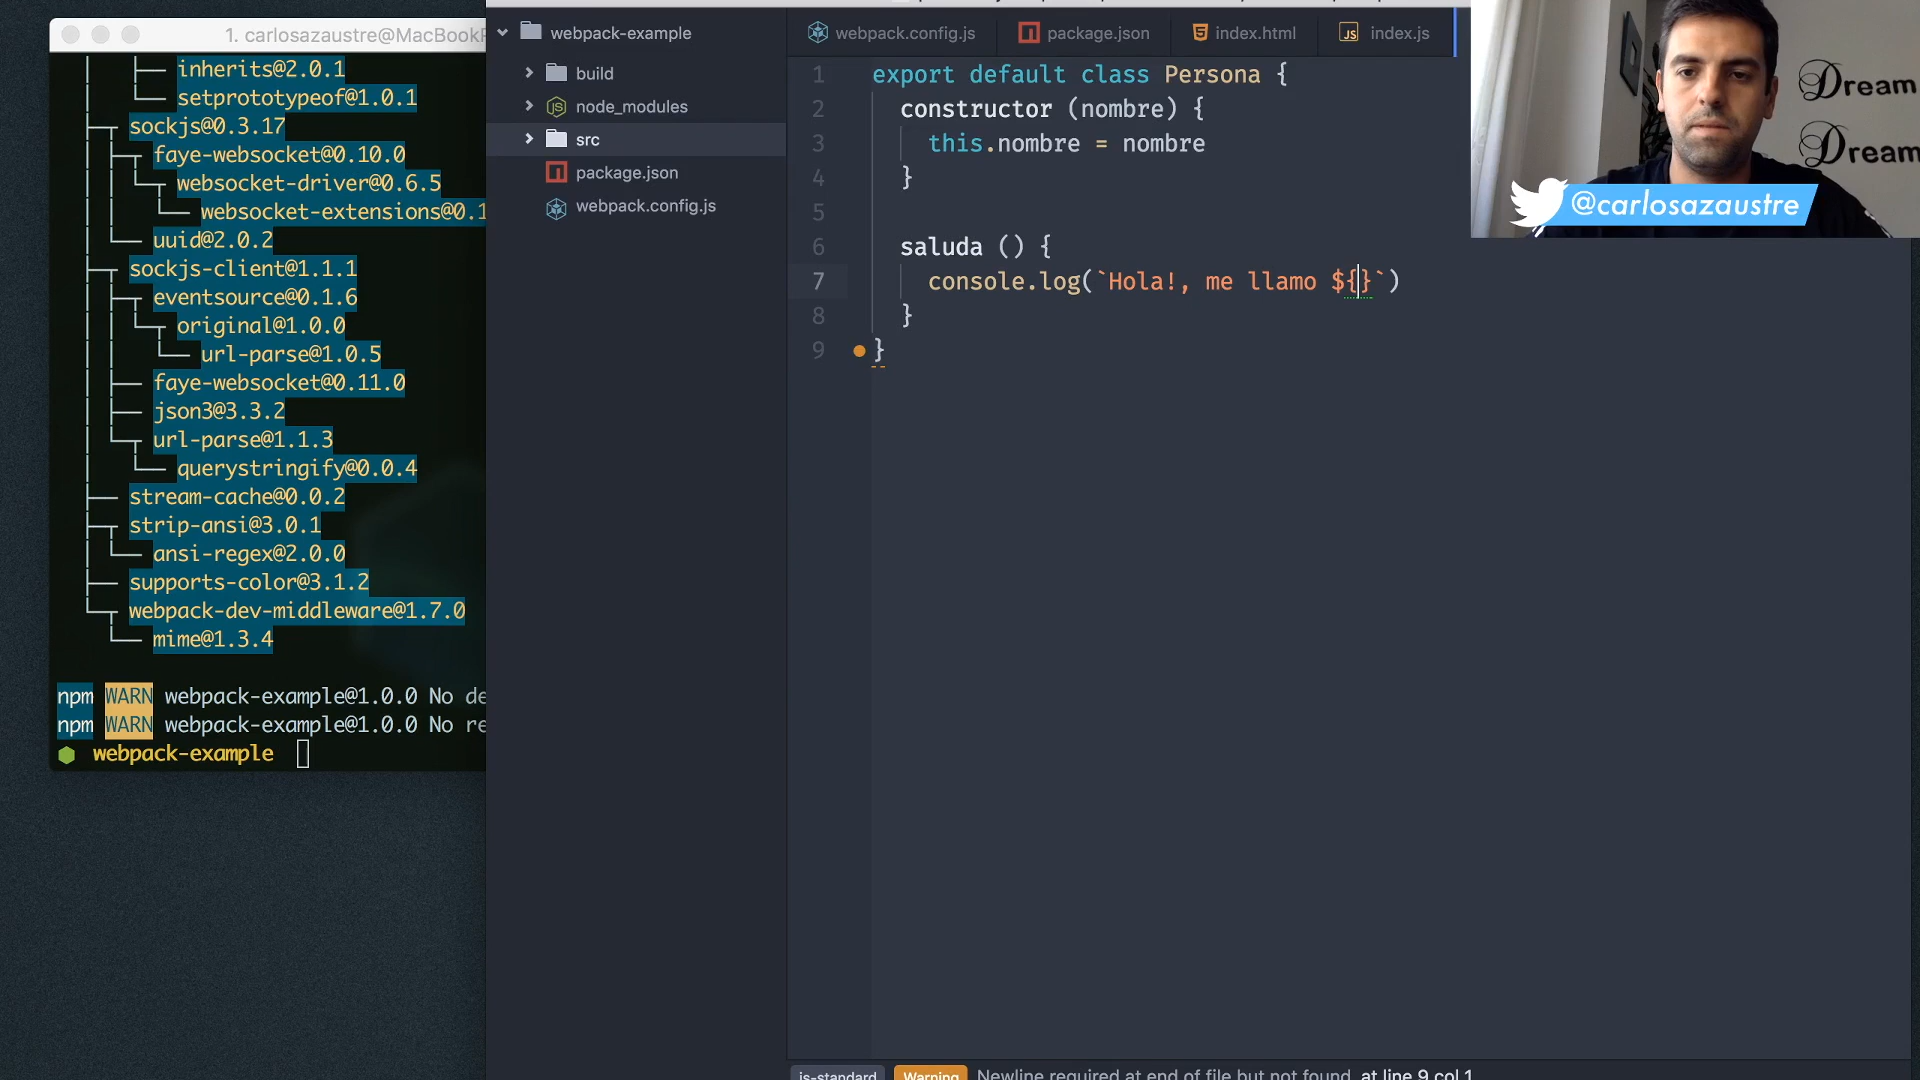 1. carlosazaustre@MacBookP
inherits@2.0.1
setprototypeof@1.0.1
sockjs@0.3.17
faye-websocket@0.10.0
websocket-driver@0.6.5
websocket-extensions@0.1
uuid@2.0.2
sockjs-client@1.1.1
eventsource@0.1.6
original@1.0.0
url-parse@1.0.5
faye-websocket@0.11.0
json3@3.3.2
url-parse@1.1.3
querystringify@0.0.4
stream-cache@0.0.2
strip-ansi@3.0.1
ansi-regex@2.0.0
supports-color@3.1.2
webpack-dev-middleware@1.7.0
mime@1.3.4
npm WARN webpack-example@1.0.0 No de
npm WARN webpack-example@1.0.0 No re
webpack-example
webpack-example
build
node_modules
src
package.json
webpack.config.js
webpack.config.js package.json index.html index.js
1 export default class Persona {
2 constructor (nombre) {
3 this.nombre = nombre
4 }
5
6 saluda () {
7 console.log(`Hola!, me llamo ${}`)
8 }
9 }
js-standard Warning Newline required at end of file but not found. at line 9 col 1
Dream
Dream
@carlosazaustre